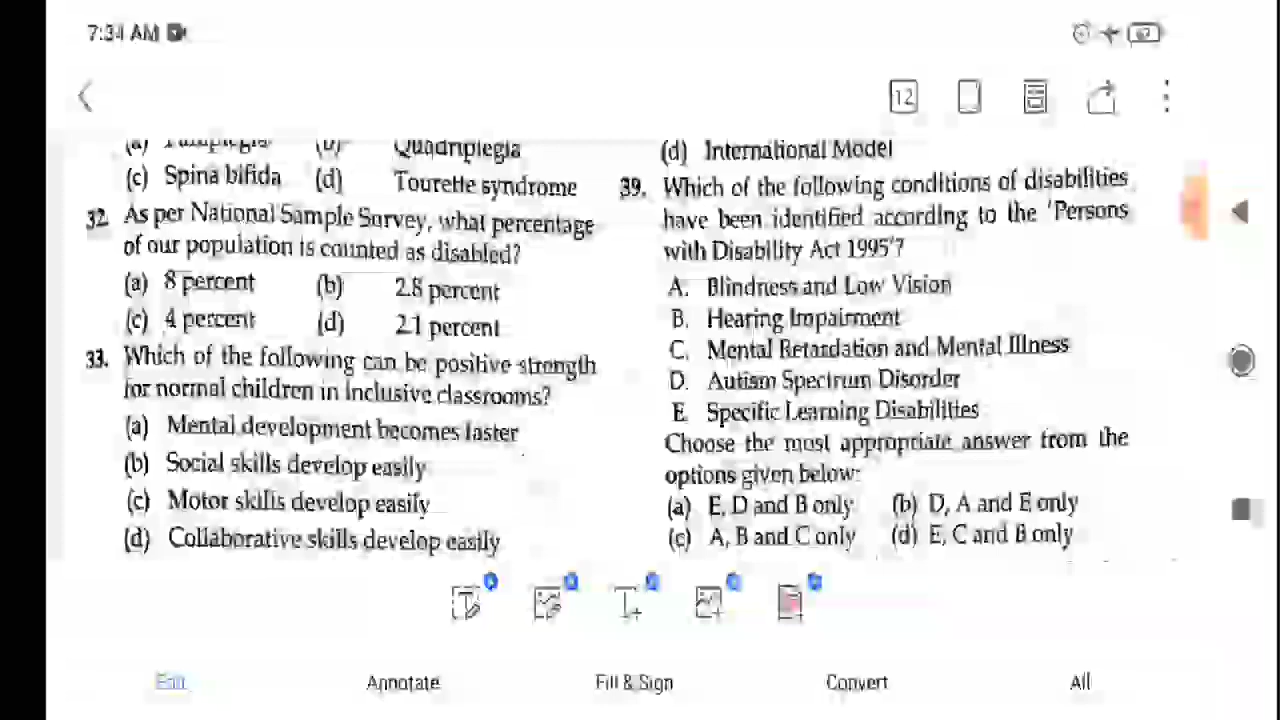 7:34 AM
12
67
Quadriplegia
(c) Spina bifida (d) Tourette syndrome
32. As per National Sample Survey, what percentage
of our population is counted as disabled?
(a) 8 percent (b) 2.8 percent
(c) 4 percent (d) 2.1 percent
33. Which of the following can be positive strength
for normal children in inclusive classrooms?
(a) Mental development becomes faster
(b) Social skills develop easily
(c) Motor skills develop easily
(d) Collaborative skills develop easily
(d) International Model
39. Which of the following conditions of disabilities
have been identified according to the 'Persons
with Disability Act 1995'?
A. Blindness and Low Vision
B. Hearing Impairment
C. Mental Retardation and Mental Illness
D. Autism Spectrum Disorder
E. Specific Learning Disabilities
Choose the most appropriate answer from the
options given below:
(a) E, D and B only (b) D, A and E only
(c) A, B and C only (d) E, C and B only
Edit Annotate Fill & Sign Convert All